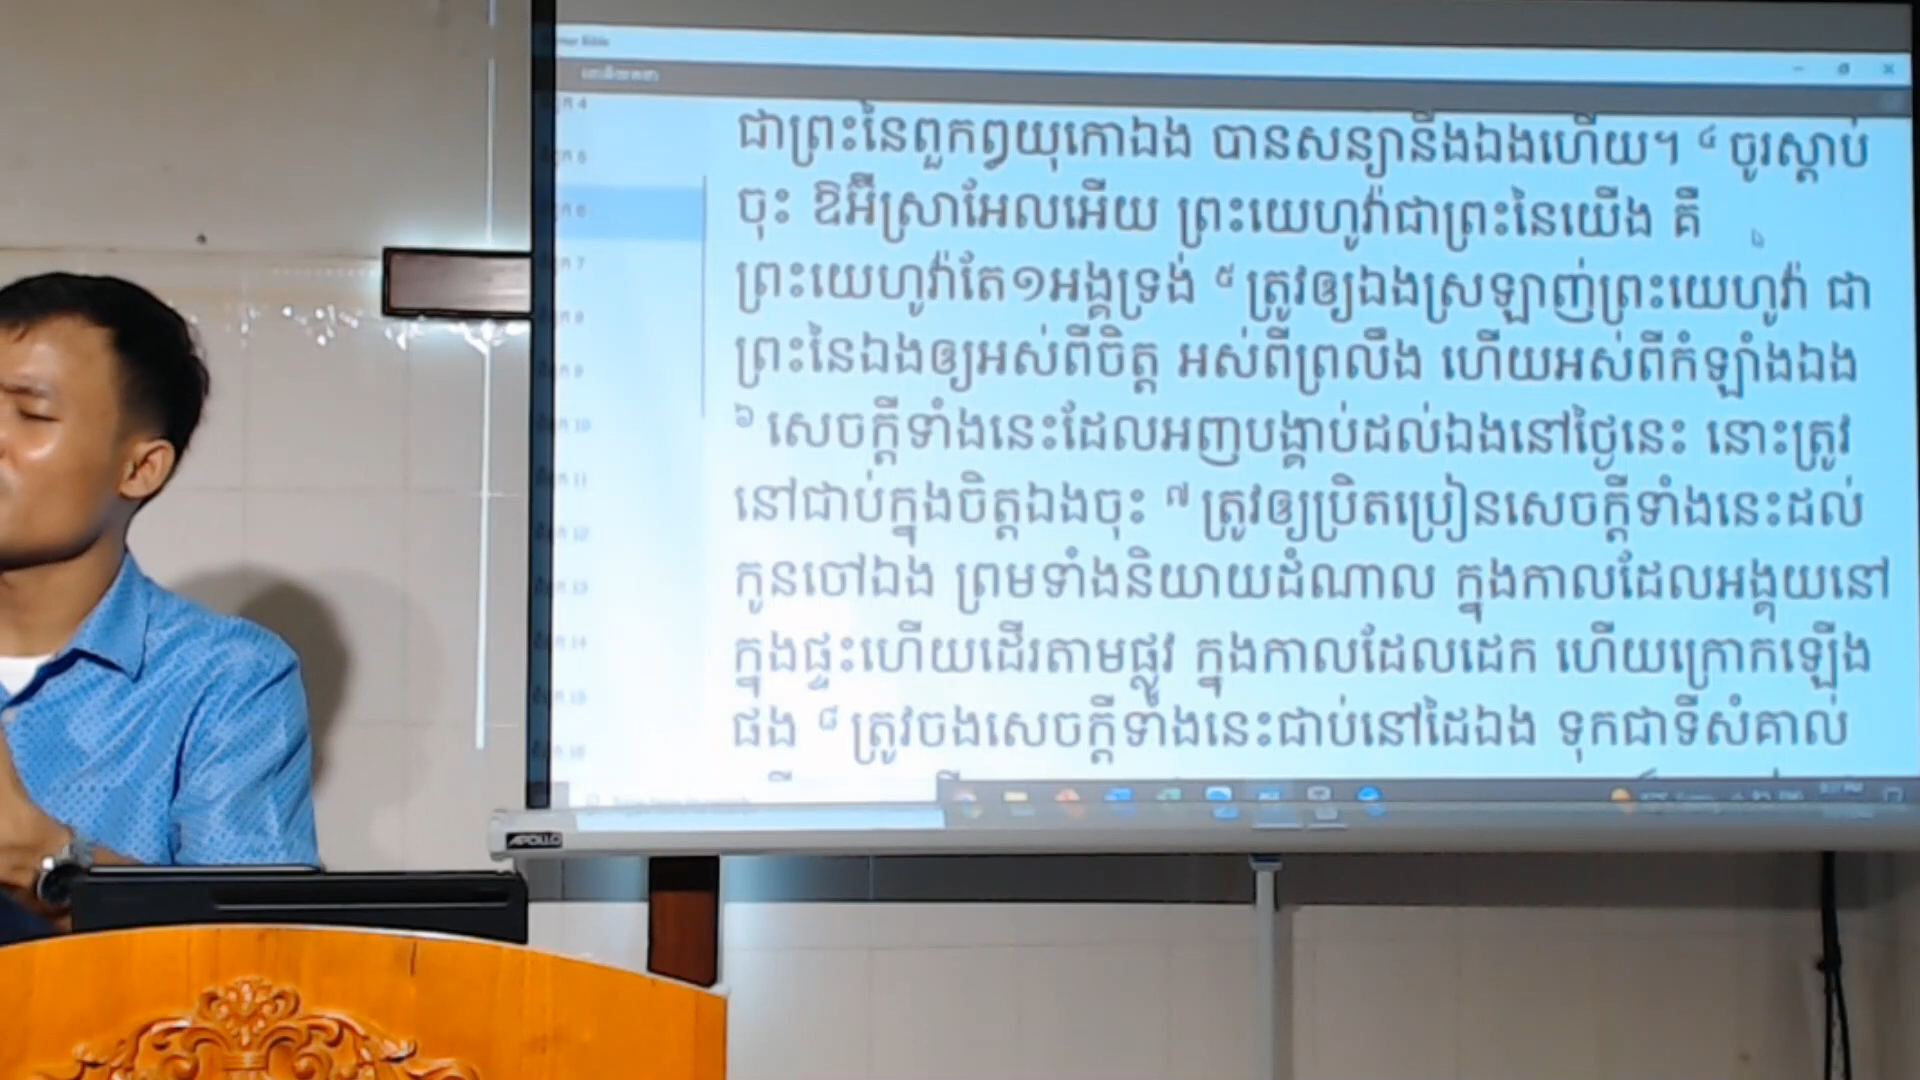 ជាព្រះនៃពួកឰយុកោឯង បានសន្យានឹងឯងហើយ។ ៤ ចូរស្តាប់
ចុះ ឱអ៊ីស្រាអែលអើយ ព្រះយេហូវ៉ាជាព្រះនៃយើង គឺ
ព្រះយេហូវ៉ាតែ១អង្គទ្រង់ ៥ ត្រូវឲ្យឯងស្រឡាញ់ព្រះយេហូវ៉ា ជា
ព្រះនៃឯងឲ្យអស់ពីចិត្ត អស់ពីព្រលឹង ហើយអស់ពីកំឡាំងឯង
៦ សេចក្ដីទាំងនេះដែលអញបង្គាប់ដល់ឯងនៅថ្ងៃនេះ នោះត្រូវ
នៅជាប់ក្នុងចិត្តឯងចុះ ៧ ត្រូវឲ្យប្រិតប្រៀនសេចក្ដីទាំងនេះដល់
កូនចៅឯង ព្រមទាំងនិយាយដំណាល ក្នុងកាលដែលអង្គុយនៅ
ក្នុងផ្ទះហើយដើរតាមផ្លូវ ក្នុងកាលដែលដេក ហើយក្រោកឡើង
ផង ៨ ត្រូវចងសេចក្ដីទាំងនេះជាប់នៅដៃឯង ទុកជាទីសំគាល់
APOLLO